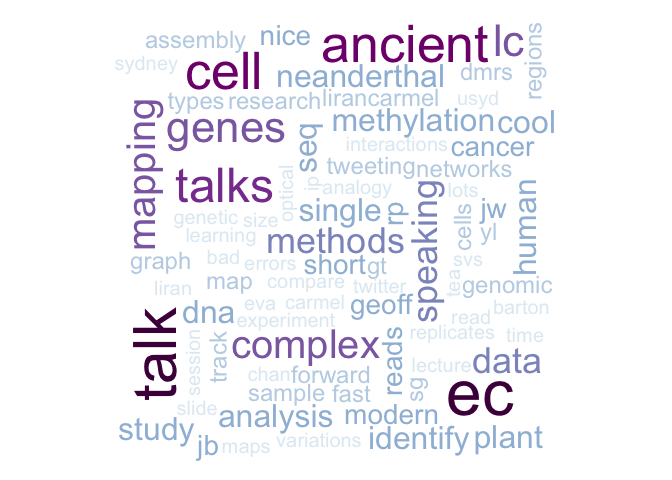 assembly
nice
ancient
lc
regions
sydney
cell
neanderthal
dmrs
types
research
lirancarmel
usyd
mapping
genes
seq
methylation
cool
interactions
cancer
talks
optical
ip
tweeting
networks
analogy
lots
genetic
size
single
rp
speaking
cells
jw
human
learning
methods
yl
graph
bad
errors
short
gt
svs
liran
map
compare
twitter
tea
genomic
talk
dna
eva
carmel
geoff
read
barton
experiment
replicates
time
session
track
complex
reads
lecture
data
chan
forward
sg
slide
sample
fast
ec
study
analysis
modern
jb
maps
variations
identify
plant